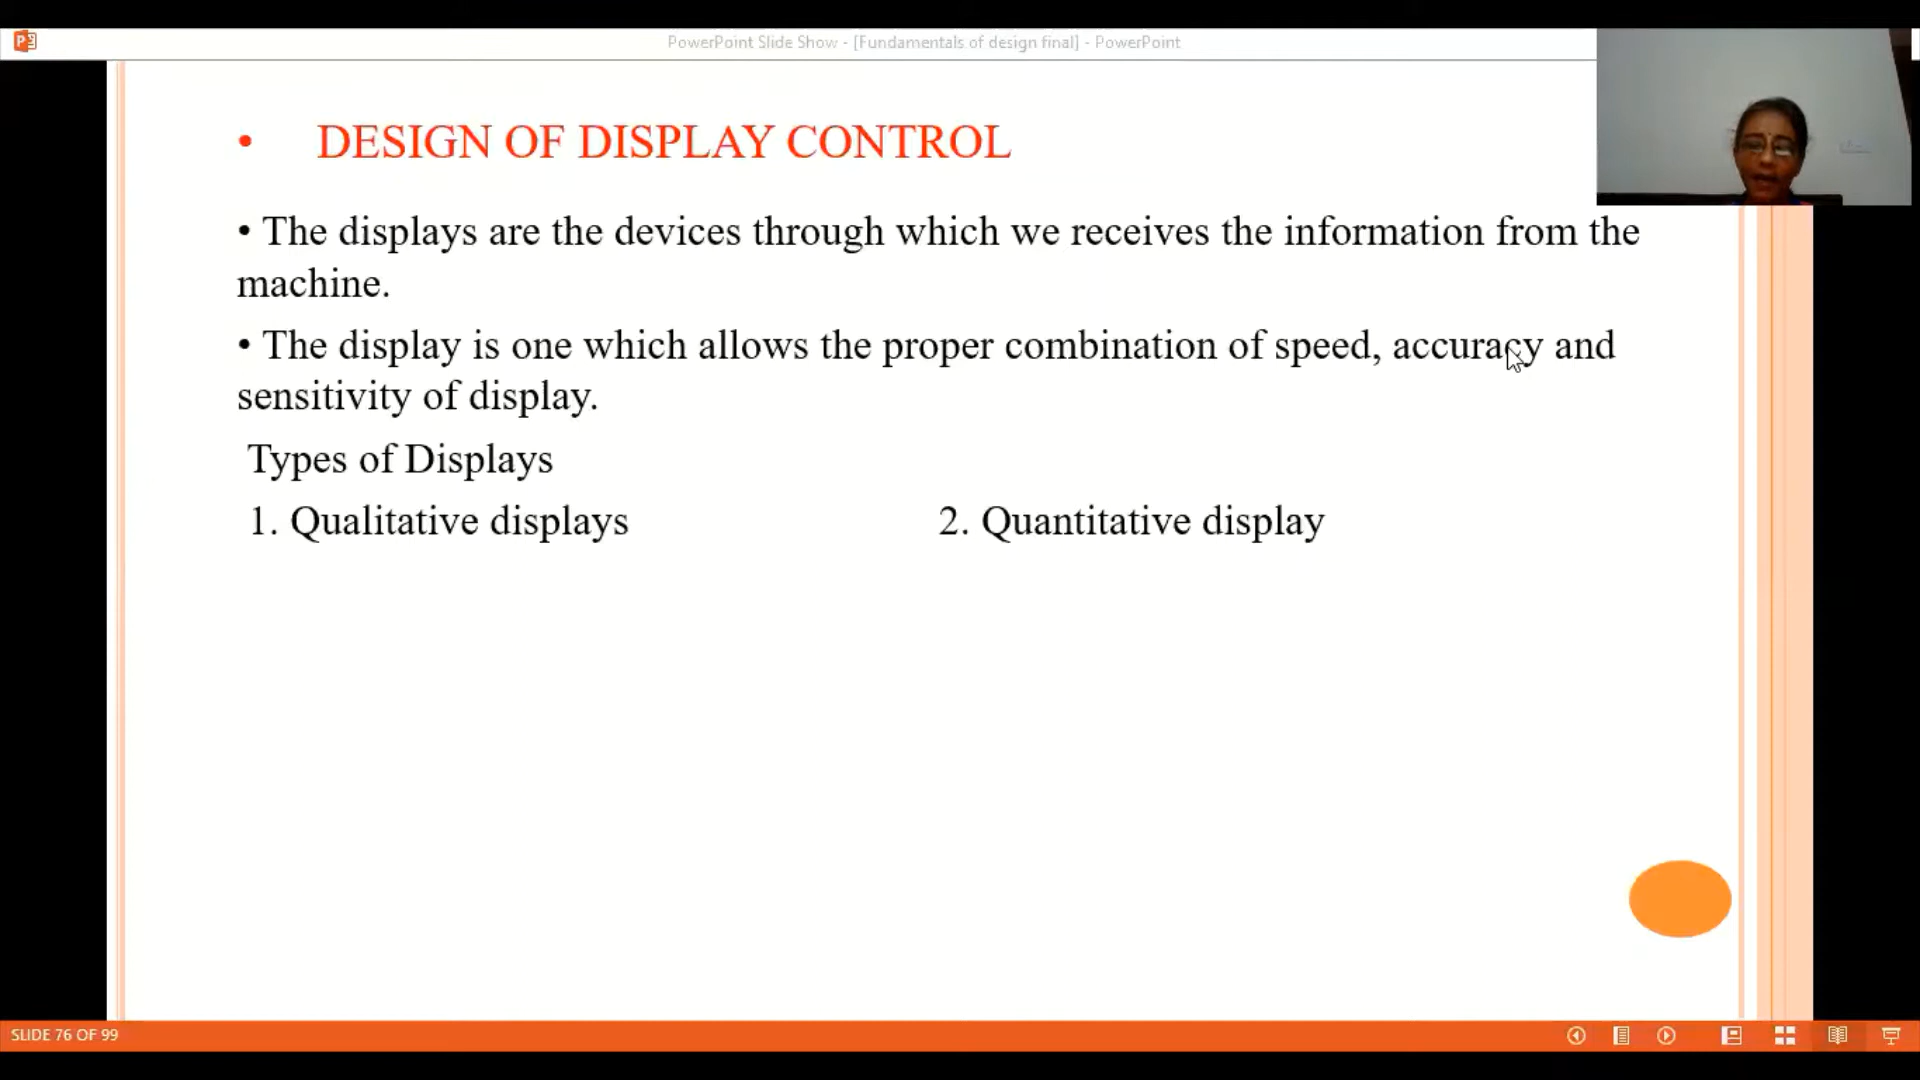 PowerPoint Slide Show - [Fundamentals of design final] - PowerPoint
• DESIGN OF DISPLAY CONTROL
• The displays are the devices through which we receives the information from the
machine.
• The display is one which allows the proper combination of speed, accuracy and
sensitivity of display.
Types of Displays
1. Qualitative displays 2. Quantitative display
SLIDE 76 OF 99